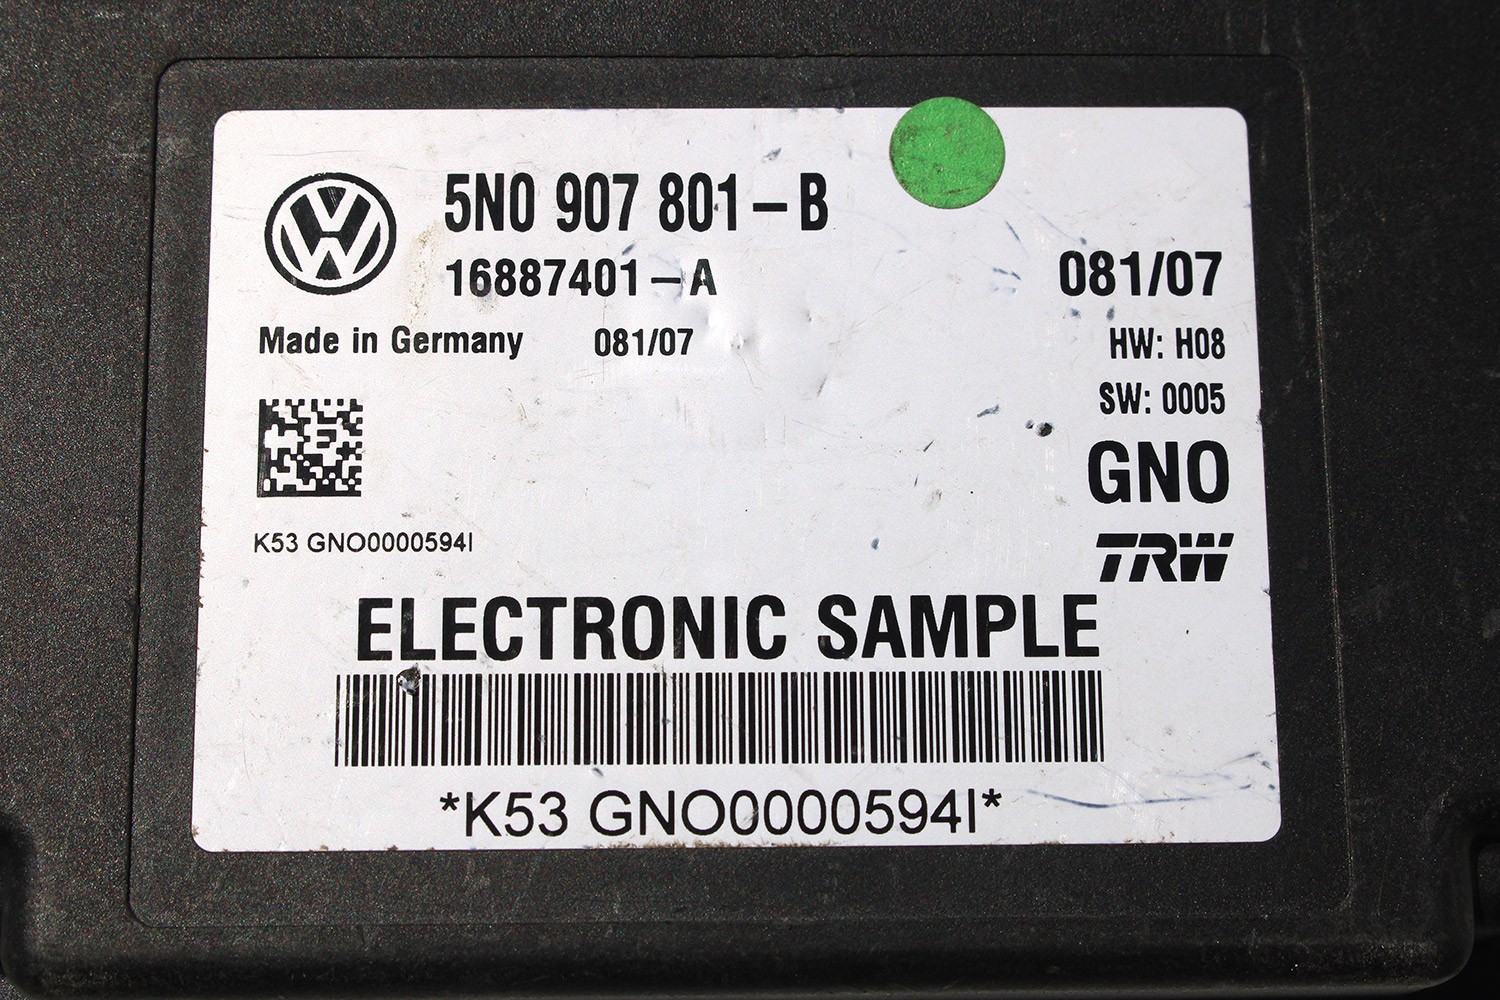 5N0 907 801-B
16887401-A
081/07
Made in Germany 081/07
HW: H08
SW: 0005
GNO
K53 GNO0000594I
TRW
ELECTRONIC SAMPLE
*K53 GNO0000594I*